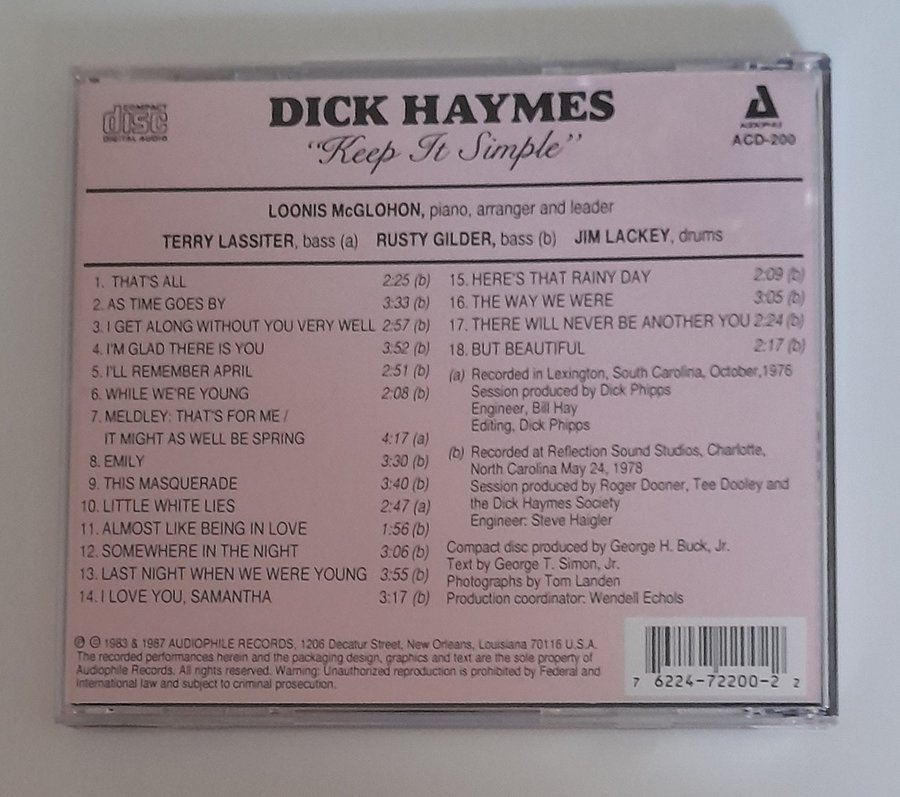 COMPACT
disc
DIGITAL AUDIO
DICK HAYMES
"Keep It Simple"
AUDIOPHILE
ACD-200
LOONIS McGLOHON, piano, arranger and leader
TERRY LASSITER, bass (a) RUSTY GILDER, bass (b) JIM LACKEY, drums
1. THAT'S ALL 2:25 (b)
2. AS TIME GOES BY 3:33 (b)
3. I GET ALONG WITHOUT YOU VERY WELL 2:57 (b)
4. I'M GLAD THERE IS YOU 3:52 (b)
5. I'LL REMEMBER APRIL 2:51 (b)
6. WHILE WE'RE YOUNG 2:08 (b)
7. MELDLEY: THAT'S FOR ME /
IT MIGHT AS WELL BE SPRING 4:17 (a)
8. EMILY 3:30 (b)
9. THIS MASQUERADE 3:40 (b)
10. LITTLE WHITE LIES 2:47 (a)
11. ALMOST LIKE BEING IN LOVE 1:56 (b)
12. SOMEWHERE IN THE NIGHT 3:06 (b)
13. LAST NIGHT WHEN WE WERE YOUNG 3:55 (b)
14. I LOVE YOU, SAMANTHA 3:17 (b)
15. HERE'S THAT RAINY DAY 2:09 (b)
16. THE WAY WE WERE 3:05 (b)
17. THERE WILL NEVER BE ANOTHER YOU 2:24 (b)
18. BUT BEAUTIFUL 2:17 (b)
(a) Recorded in Lexington, South Carolina, October,1976
Session produced by Dick Phipps
Engineer, Bill Hay
Editing, Dick Phipps
(b) Recorded at Reflection Sound Studios, Charlotte,
North Carolina May 24, 1978
Session produced by Roger Dooner, Tee Dooley and
the Dick Haymes Society
Engineer: Steve Haigler
Compact disc produced by George H. Buck, Jr.
Text by George T. Simon, Jr.
Photographs by Tom Landen
Production coordinator: Wendell Echols
℗ © 1983 & 1987 AUDIOPHILE RECORDS, 1206 Decatur Street, New Orleans, Louisiana 70116 U.S.A.
The recorded performances herein and the packaging design, graphics and text are the sole property of
Audiophile Records. All rights reserved. Warning: Unauthorized reproduction is prohibited by Federal and
International law and subject to criminal prosecution.
7 6224-72200-2 2